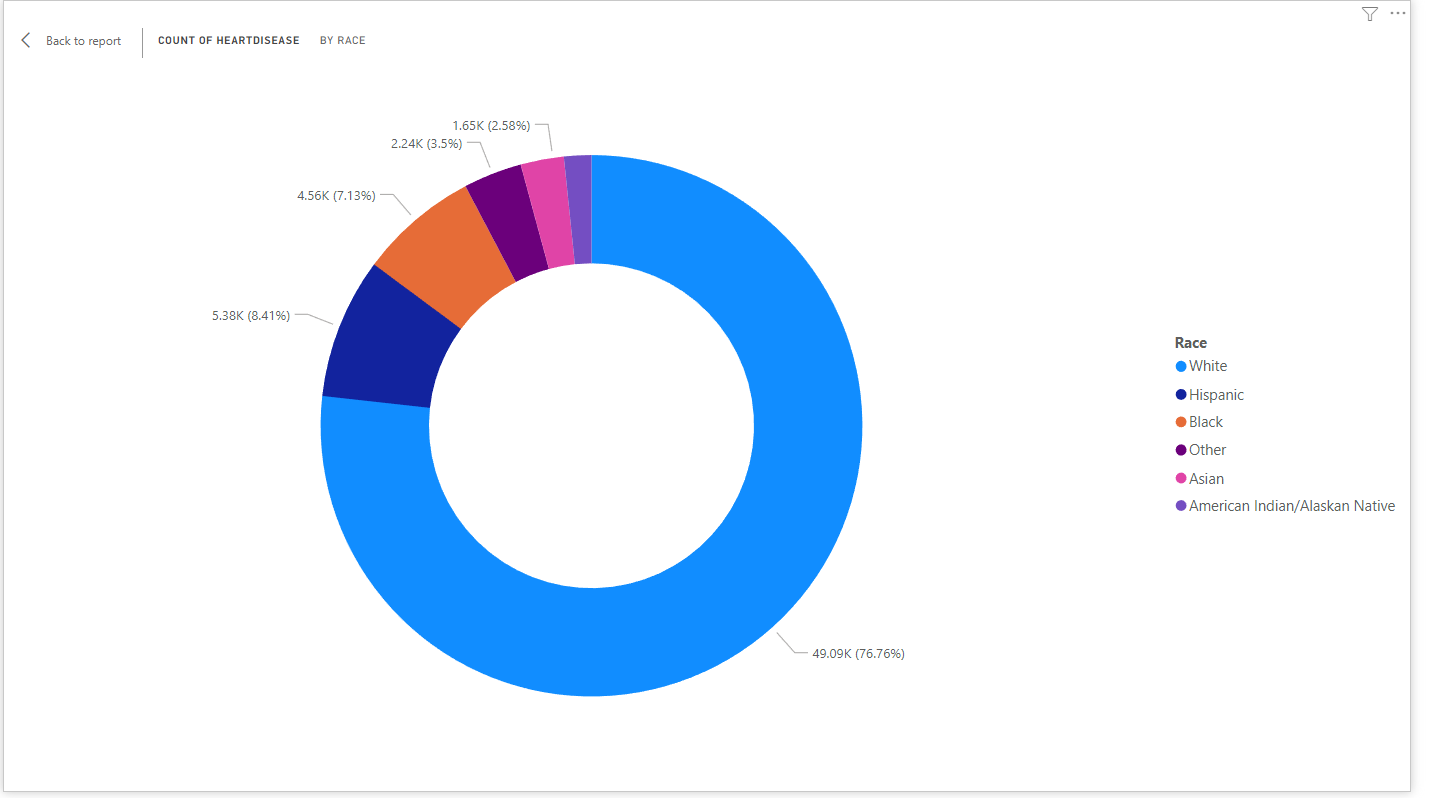 Back to report
COUNT OF HEARTDISEASE BY RACE
1.65K (2.58%)
2.24K (3.5%)
4.56K (7.13%)
5.38K (8.41%)
49.09K (76.76%)
Race
White
Hispanic
Black
Other
Asian
American Indian/Alaskan Native